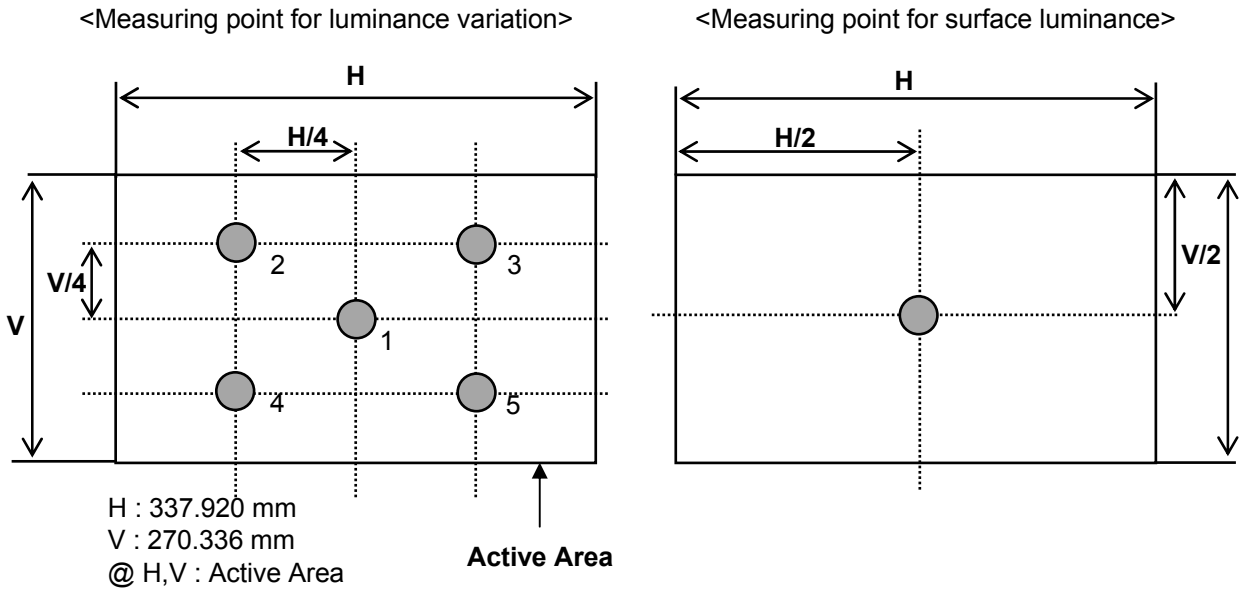 <Measuring point for luminance variation>
<Measuring point for surface luminance>
H
H
H/4
H/2
2
3
V/4
V/2
V
1
4
5
H : 337.920 mm
V : 270.336 mm
@ H,V : Active Area
Active Area